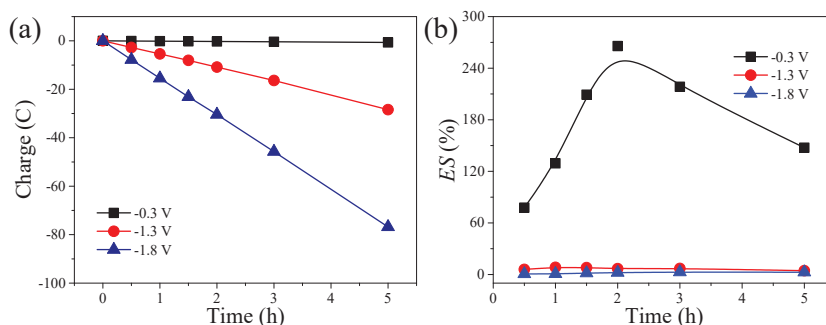 (a)
Charge (C)
0
-20
-40
-60
-80
-100
-0.3 V
-1.3 V
-1.8 V
0
1
2
3
4
5
Time (h)
(b)
ES (%)
300
240
180
120
60
0
-0.3 V
-1.3 V
-1.8 V
0
1
2
3
4
5
Time (h)